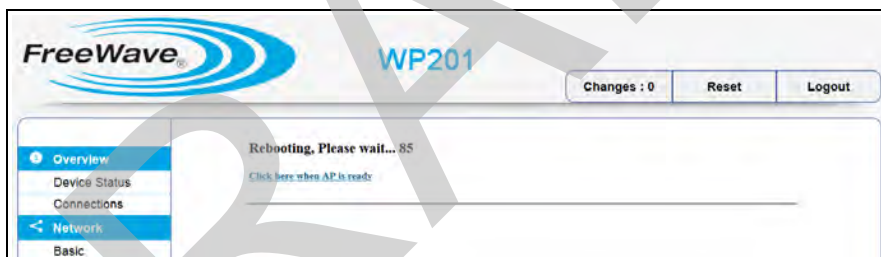 FreeWave®
WP201
Changes : 0
Reset
Logout
Rebooting, Please wait... 85
Click here when AP is ready
Overview
Device Status
Connections
Network
Basic